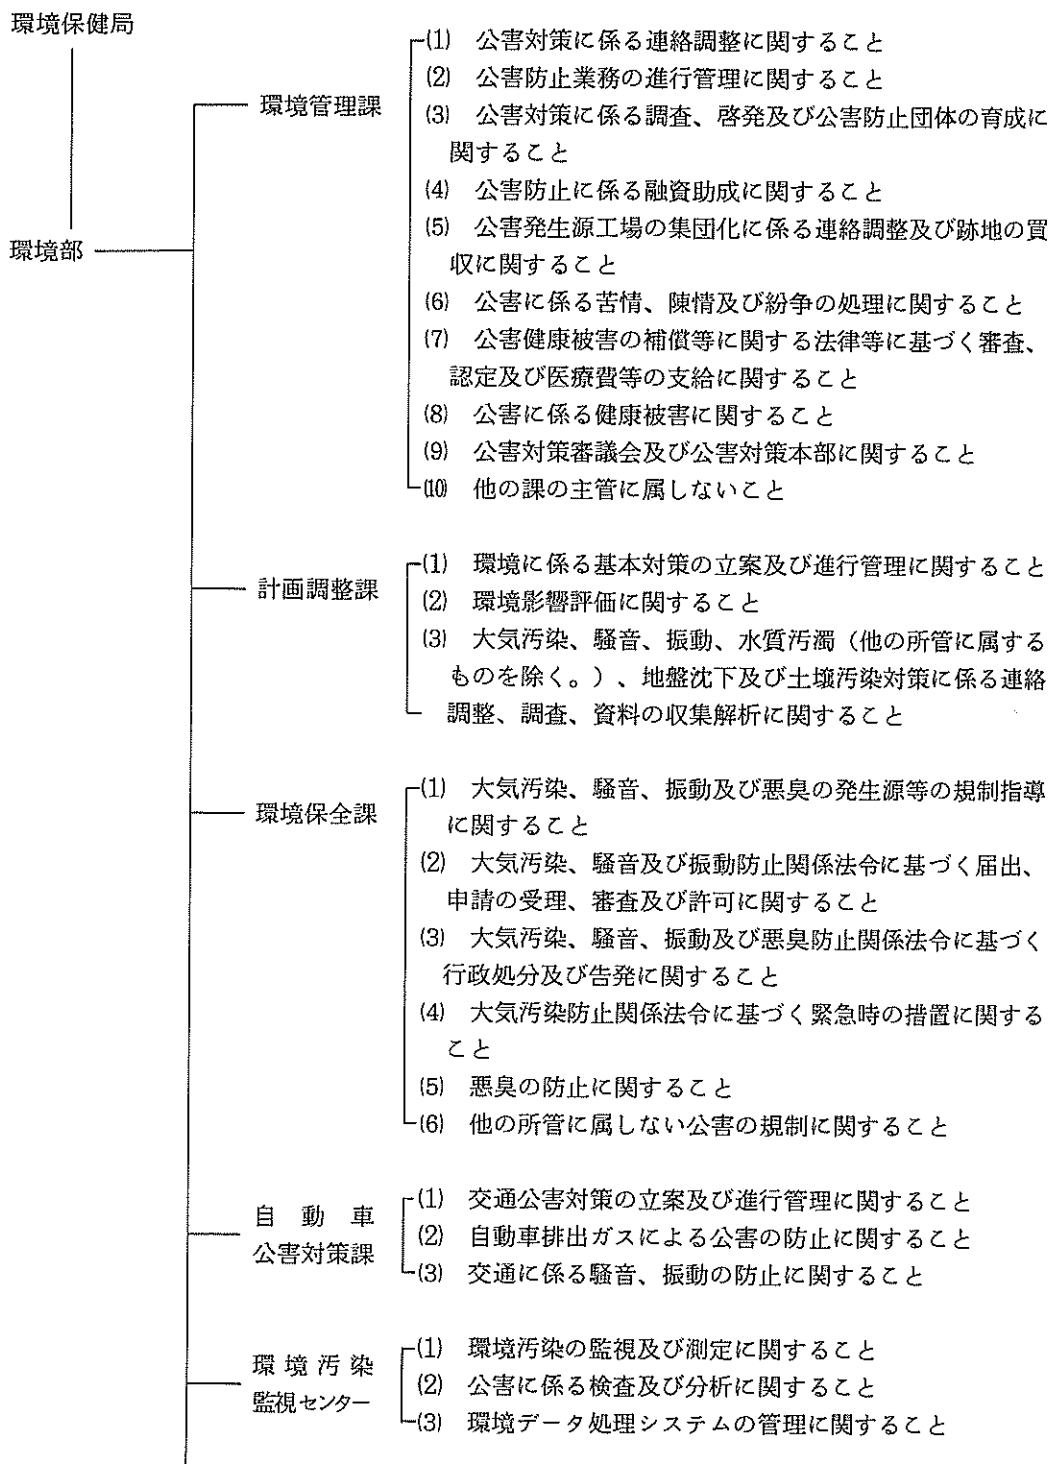 環境保健局
環境部
環境管理課
(1) 公害対策に係る連絡調整に関すること
(2) 公害防止業務の進行管理に関すること
(3) 公害対策に係る調査、啓発及び公害防止団体の育成に
関すること
(4) 公害防止に係る融資助成に関すること
(5) 公害発生源工場の集団化に係る連絡調整及び跡地の買
収に関すること
(6) 公害に係る苦情、陳情及び紛争の処理に関すること
(7) 公害健康被害の補償等に関する法律等に基づく審査、
認定及び医療費等の支給に関すること
(8) 公害に係る健康被害に関すること
(9) 公害対策審議会及び公害対策本部に関すること
(10) 他の課の主管に属しないこと
計画調整課
(1) 環境に係る基本対策の立案及び進行管理に関すること
(2) 環境影響評価に関すること
(3) 大気汚染、騒音、振動、水質汚濁（他の所管に属する
ものを除く。）、地盤沈下及び土壌汚染対策に係る連絡
調整、調査、資料の収集解析に関すること
環境保全課
(1) 大気汚染、騒音、振動及び悪臭の発生源等の規制指導
に関すること
(2) 大気汚染、騒音及び振動防止関係法令に基づく届出、
申請の受理、審査及び許可に関すること
(3) 大気汚染、騒音、振動及び悪臭防止関係法令に基づく
行政処分及び告発に関すること
(4) 大気汚染防止関係法令に基づく緊急時の措置に関する
こと
(5) 悪臭の防止に関すること
(6) 他の所管に属しない公害の規制に関すること
自動車
公害対策課
(1) 交通公害対策の立案及び進行管理に関すること
(2) 自動車排出ガスによる公害の防止に関すること
(3) 交通に係る騒音、振動の防止に関すること
環境汚染
監視センター
(1) 環境汚染の監視及び測定に関すること
(2) 公害に係る検査及び分析に関すること
(3) 環境データ処理システムの管理に関すること